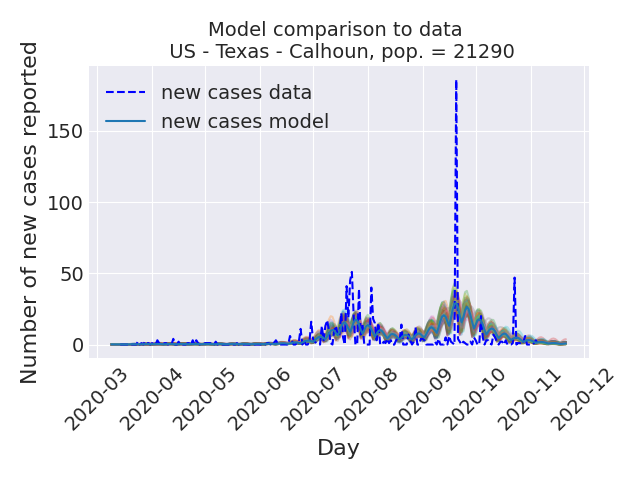 Model comparison to data
US - Texas - Calhoun, pop. = 21290
new cases data
new cases model
Number of new cases reported
150
100
50
0
2020-03
2020-04
2020-05
2020-06
2020-07
2020-08
2020-09
2020-10
2020-11
2020-12
Day